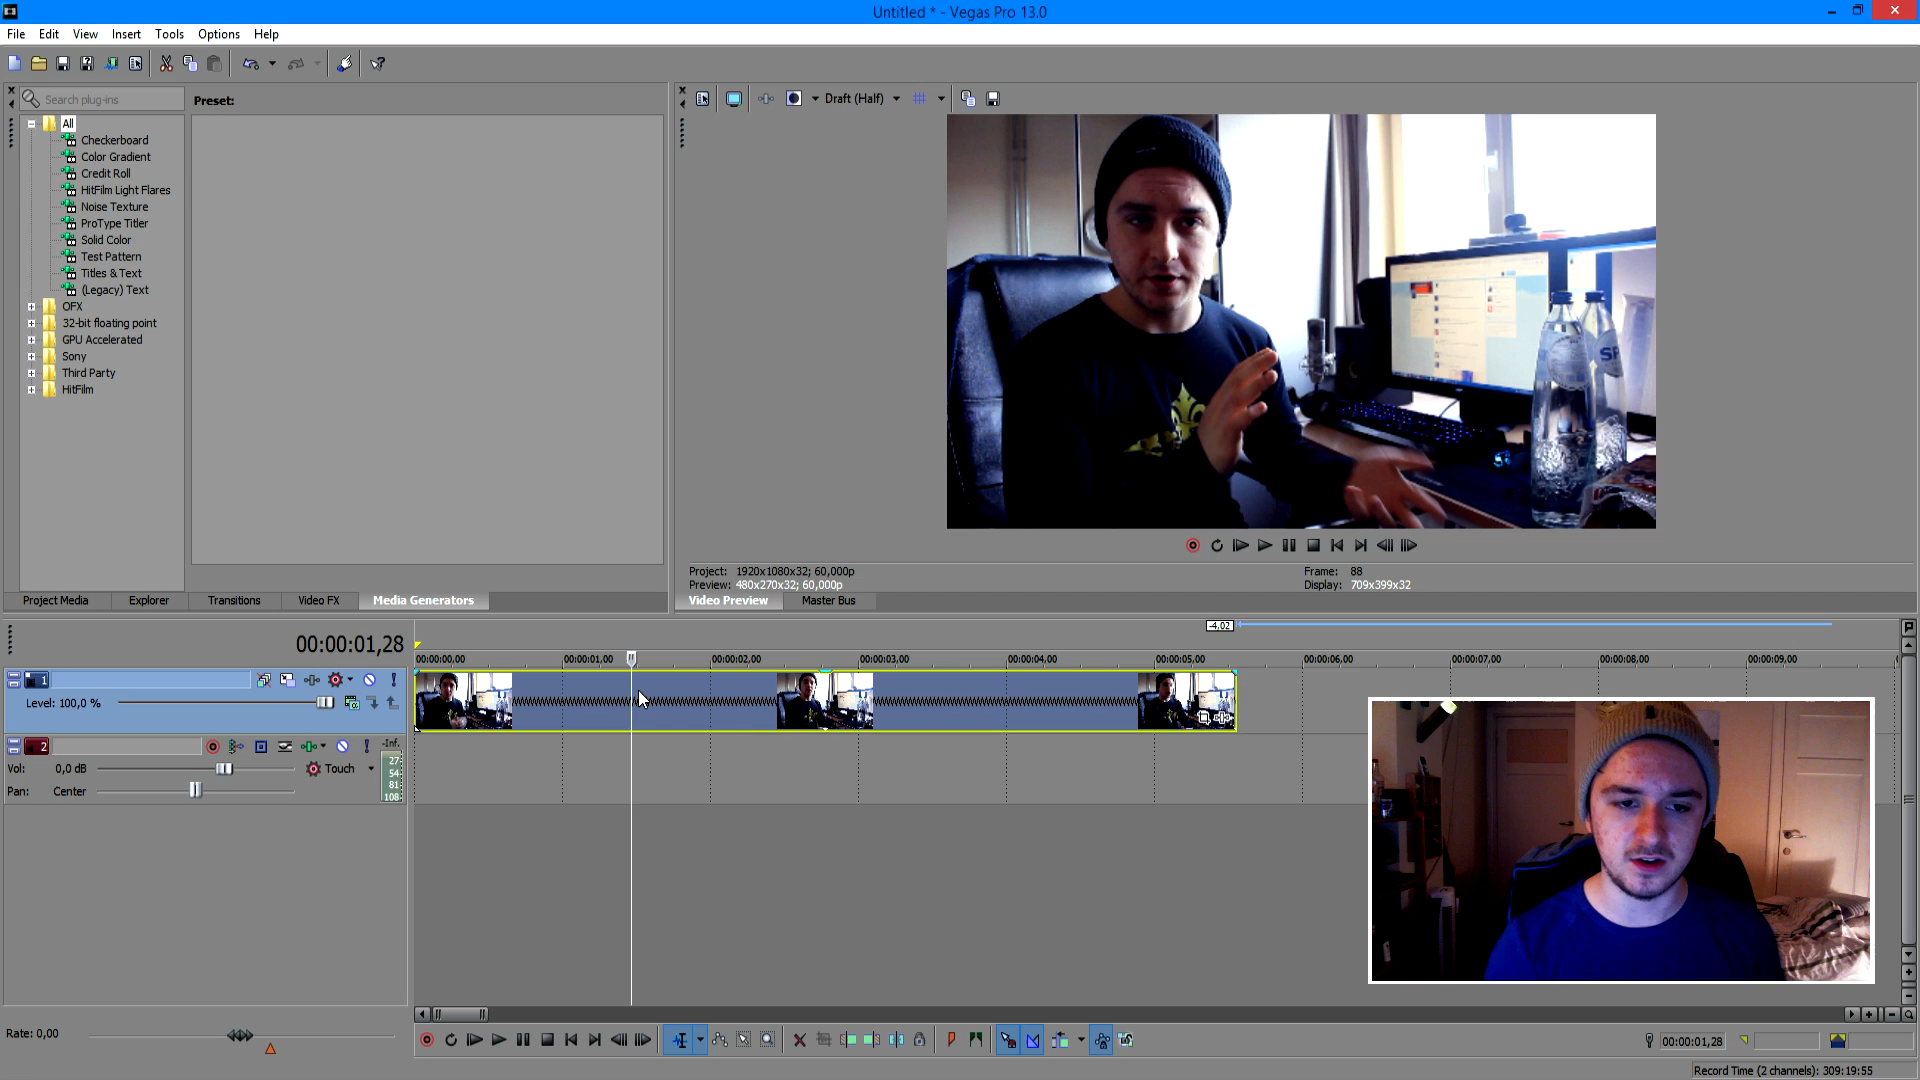 Untitled * - Vegas Pro 13.0
File Edit View Insert Tools Options Help
Search plug-ins
Preset:
All
Checkerboard
Color Gradient
Credit Roll
HitFilm Light Flares
Noise Texture
ProType Titler
Solid Color
Test Pattern
Titles & Text
(Legacy) Text
OFX
32-bit floating point
GPU Accelerated
Sony
Third Party
HitFilm
Draft (Half)
Project: 1920x1080x32; 60,000p
Preview: 480x270x32; 60,000p
Frame: 88
Display: 709x399x32
Project Media Explorer Transitions Video FX Media Generators
Video Preview Master Bus
00:00:01,28
-4.02
00:00:00,00 00:00:01,00 00:00:02,00 00:00:03,00 00:00:04,00 00:00:05,00 00:00:06,00 00:00:07,00 00:00:08,00 00:00:09,00
1
Level: 100,0 %
2
-Inf.
Vol: 0,0 dB
Touch
27
54
81
108
Pan: Center
Rate: 0,00
00:00:01,28
Record Time (2 channels): 309:19:55